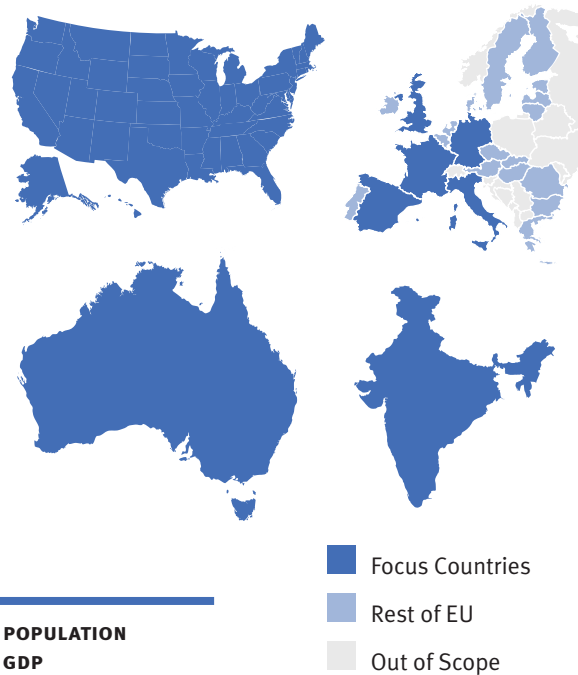 Focus Countries
Rest of EU
Out of Scope
POPULATION
GDP